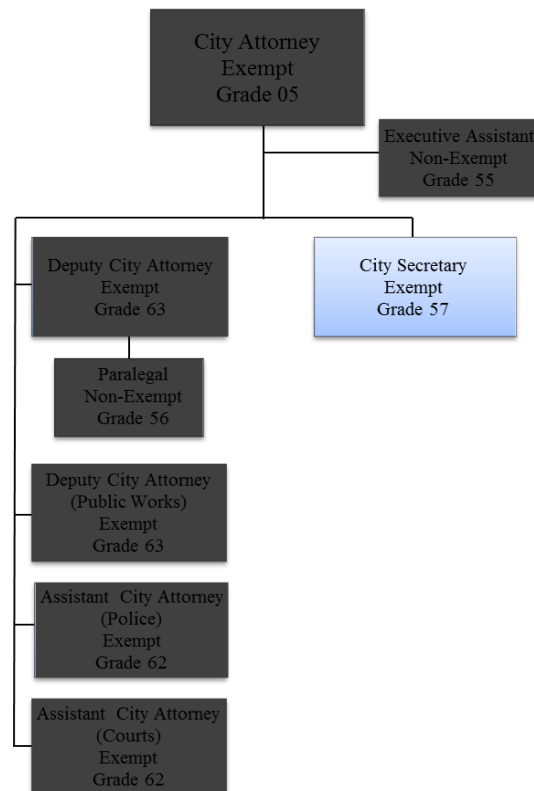 City Attorney
Exempt
Grade 05
Executive Assistant
Non-Exempt
Grade 55
Deputy City Attorney
Exempt
Grade 63
City Secretary
Exempt
Grade 57
Paralegal
Non-Exempt
Grade 56
Deputy City Attorney
(Public Works)
Exempt
Grade 63
Assistant City Attorney
(Police)
Exempt
Grade 62
Assistant City Attorney
(Courts)
Exempt
Grade 62